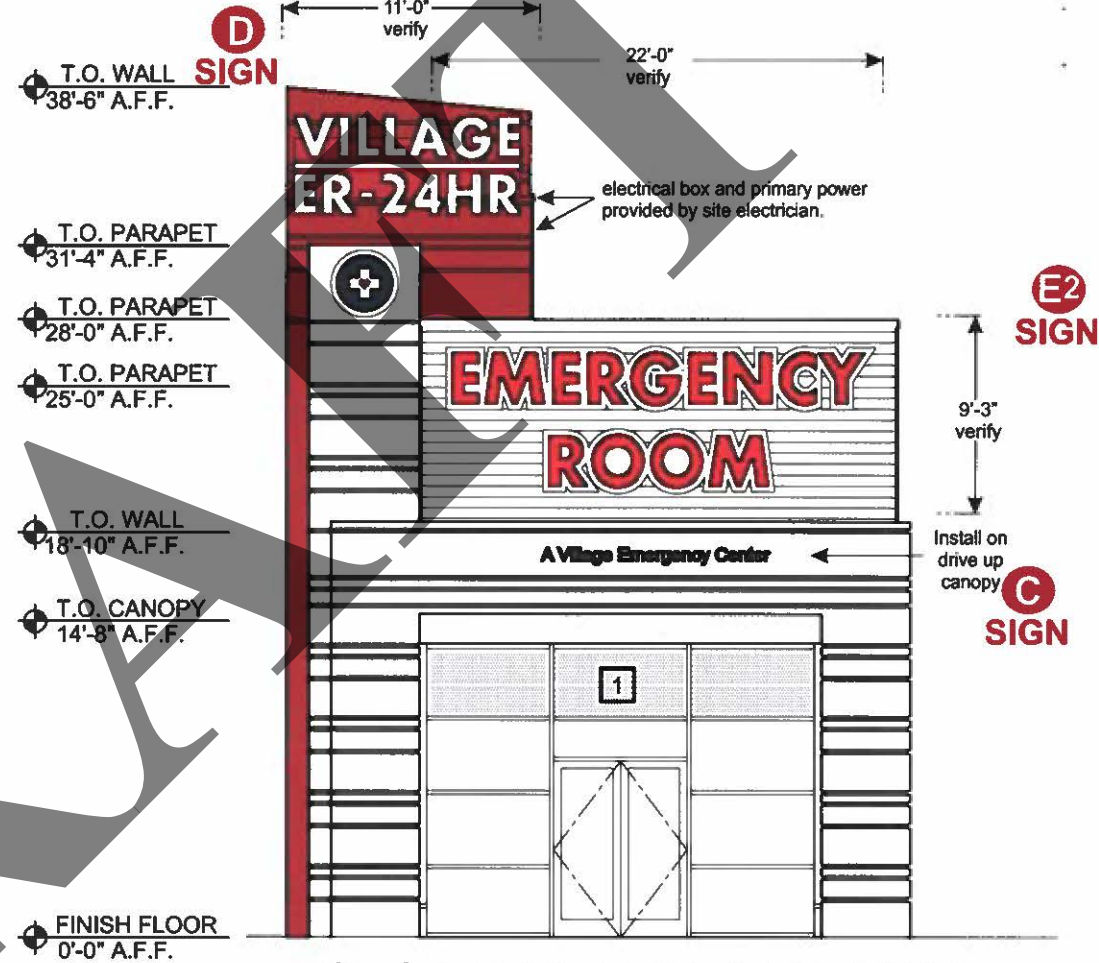 11'-0"
verify
D
SIGN
22'-0"
verify
T.O. WALL
38'-6" A.F.F.
VILLAGE
ER-24HR
electrical box and primary power
provided by site electrician.
T.O. PARAPET
31'-4" A.F.F.
T.O. PARAPET
28'-0" A.F.F.
E2
SIGN
T.O. PARAPET
25'-0" A.F.F.
EMERGENCY
ROOM
9'-3"
verify
T.O. WALL
18'-10" A.F.F.
A Village Emergency Center
Install on
drive up
canopy
C
SIGN
T.O. CANOPY
14'-8" A.F.F.
1
FINISH FLOOR
0'-0" A.F.F.